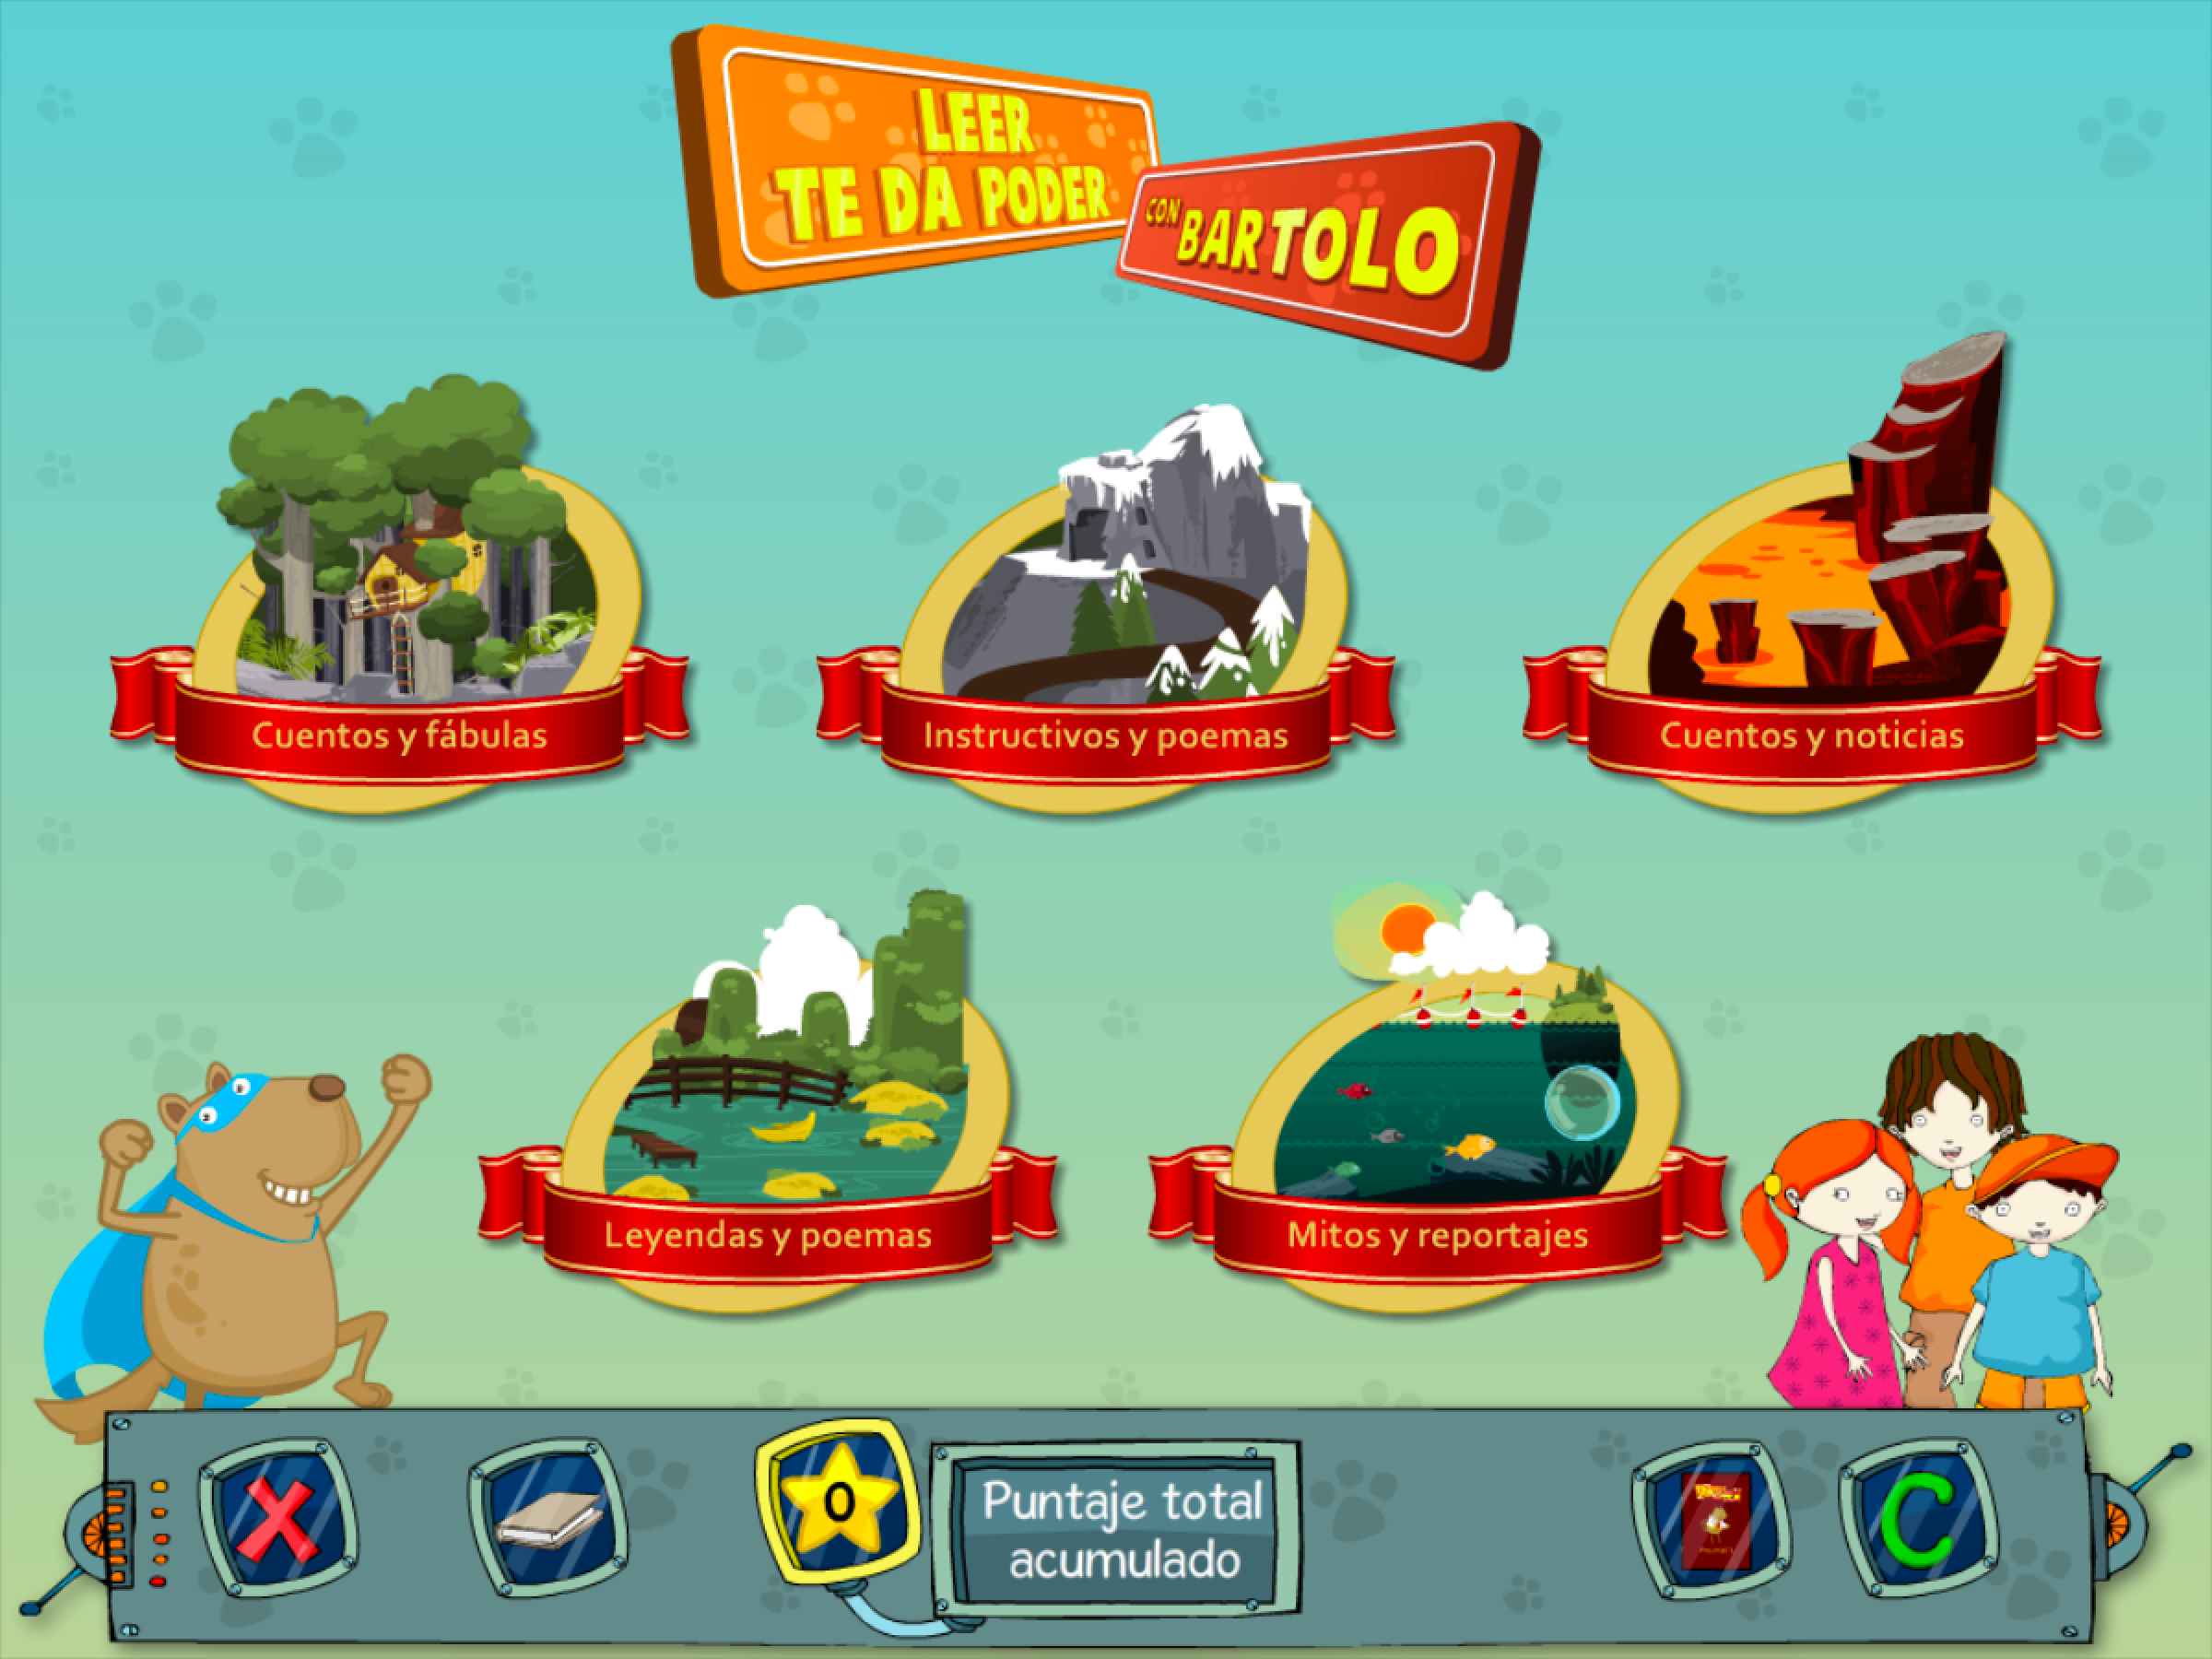 LEER
TE DA PODER
CON BARTOLO
Cuentos y fábulas
Instructivos y poemas
Cuentos y noticias
Leyendas y poemas
Mitos y reportajes
0
Puntaje total
acumulado
C